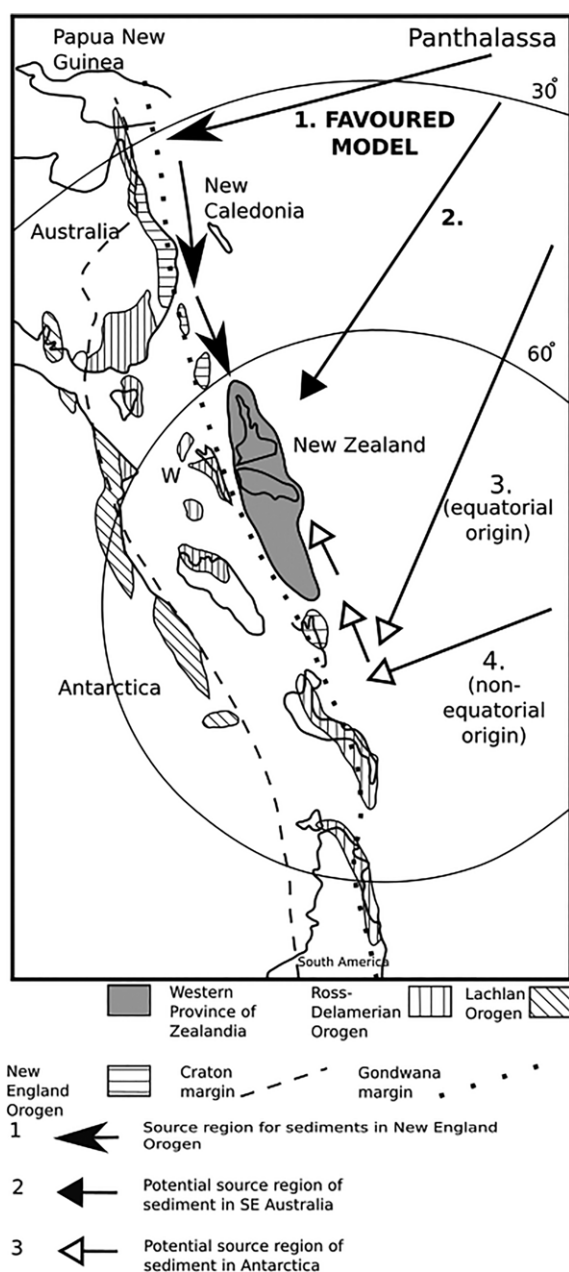 Papua New
Guinea
Panthalassa
30°
1. FAVOURED
MODEL
New
Caledonia
2.
Australia
60°
New Zealand
W
3.
(equatorial
origin)
4.
(non-
equatorial
origin)
Antarctica
South America
Western
Province of
Zealandia
Ross-
Delamerian
Orogen
Lachlan
Orogen
New
England
Orogen
Craton
margin
Gondwana
margin
1
Source region for sediments in New England
Orogen
2
Potential source region of
sediment in SE Australia
3
Potential source region of
sediment in Antarctica